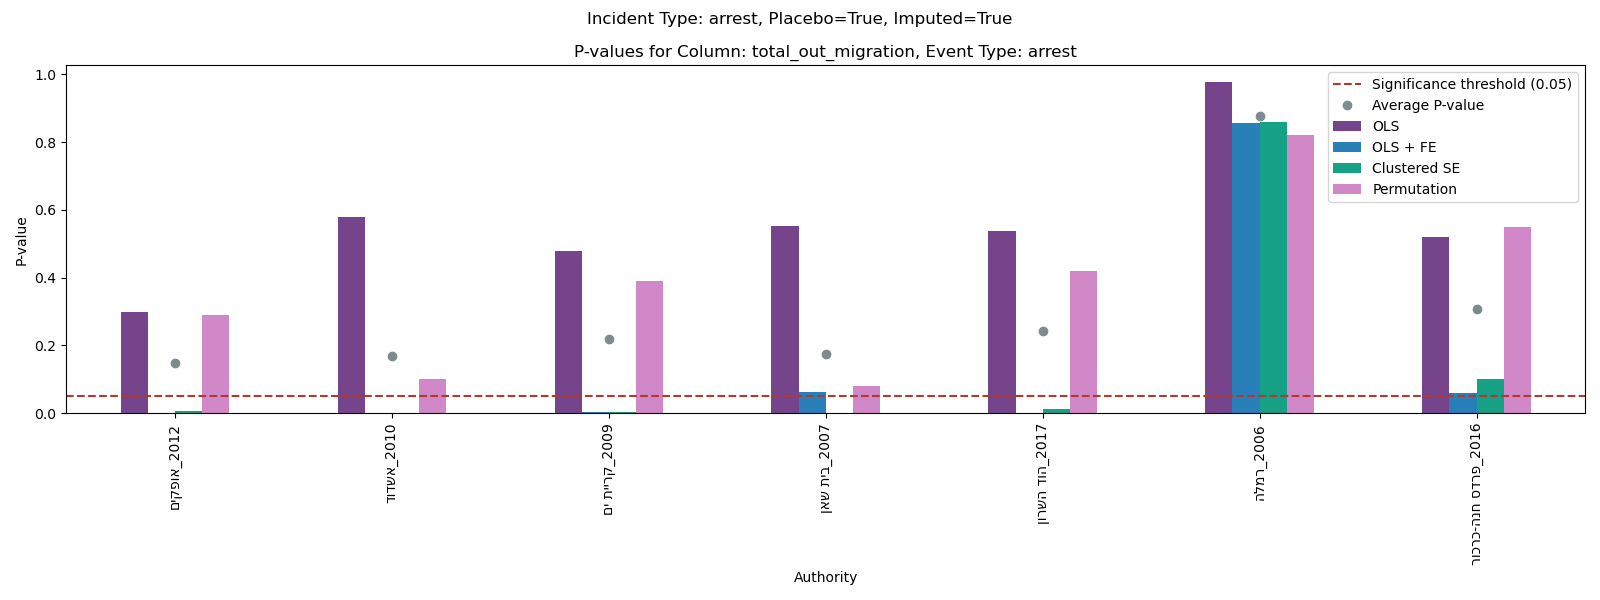 Incident Type: arrest, Placebo=True, Imputed=True
P-values for Column: total_out_migration, Event Type: arrest
P-value
1.0
0.8
0.6
0.4
0.2
0.0
Significance threshold (0.05)
Average P-value
OLS
OLS + FE
Clustered SE
Permutation
אופקים_2012
אשדוד_2010
קריית ים_2009
בית שאן_2007
הוד השרון_2017
רמלה_2006
פרדס חנה-כרכור_2016
Authority